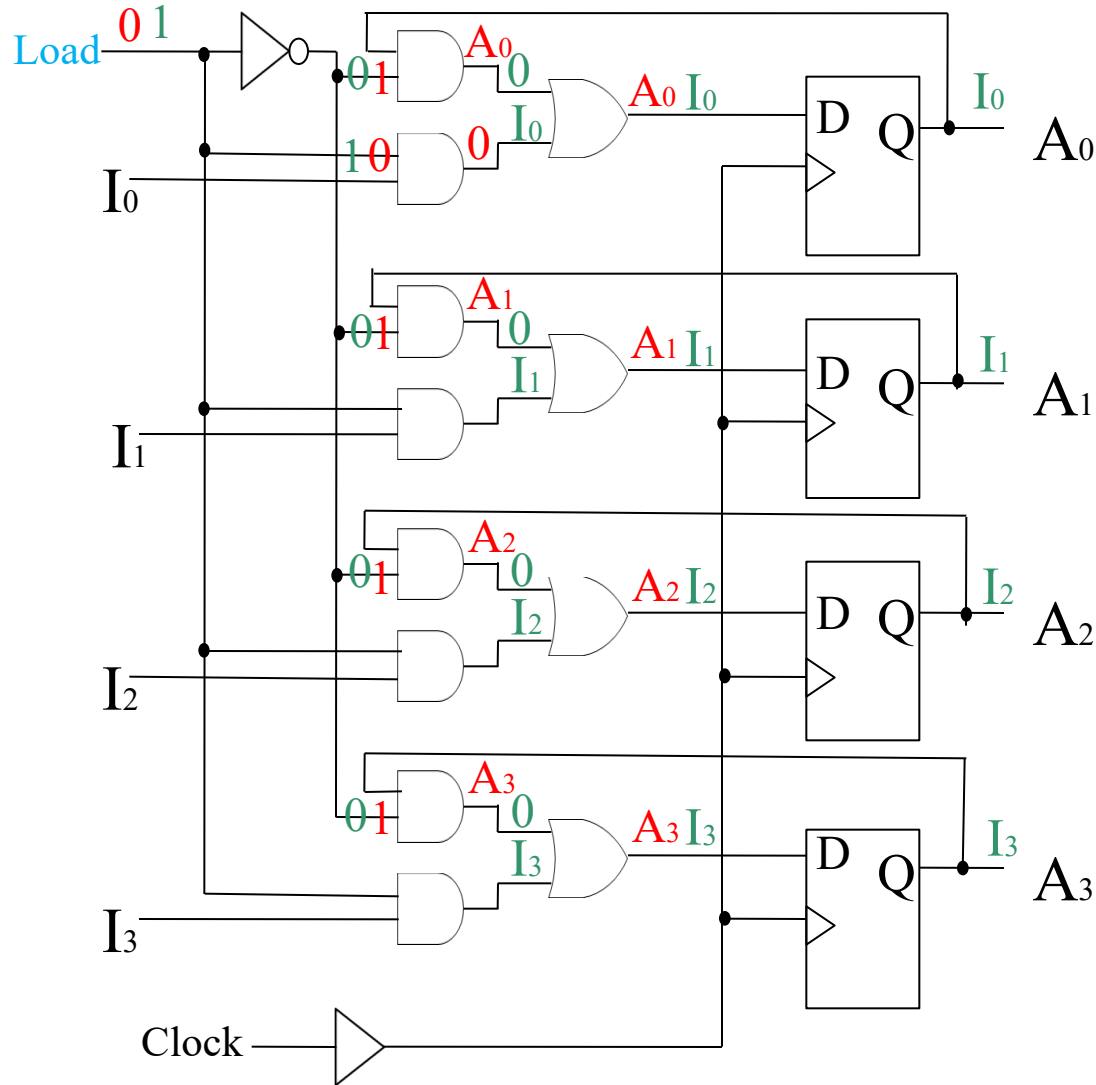 0 1
Load
A0
0
I0
01
A0 I0
D
Q
I0
A0
10
0
I0
A1
0
I1
01
A1 I1
D
Q
I1
A1
I1
A2
0
I2
01
A2 I2
D
Q
I2
A2
I2
A3
0
I3
01
A3 I3
D
Q
I3
A3
I3
Clock